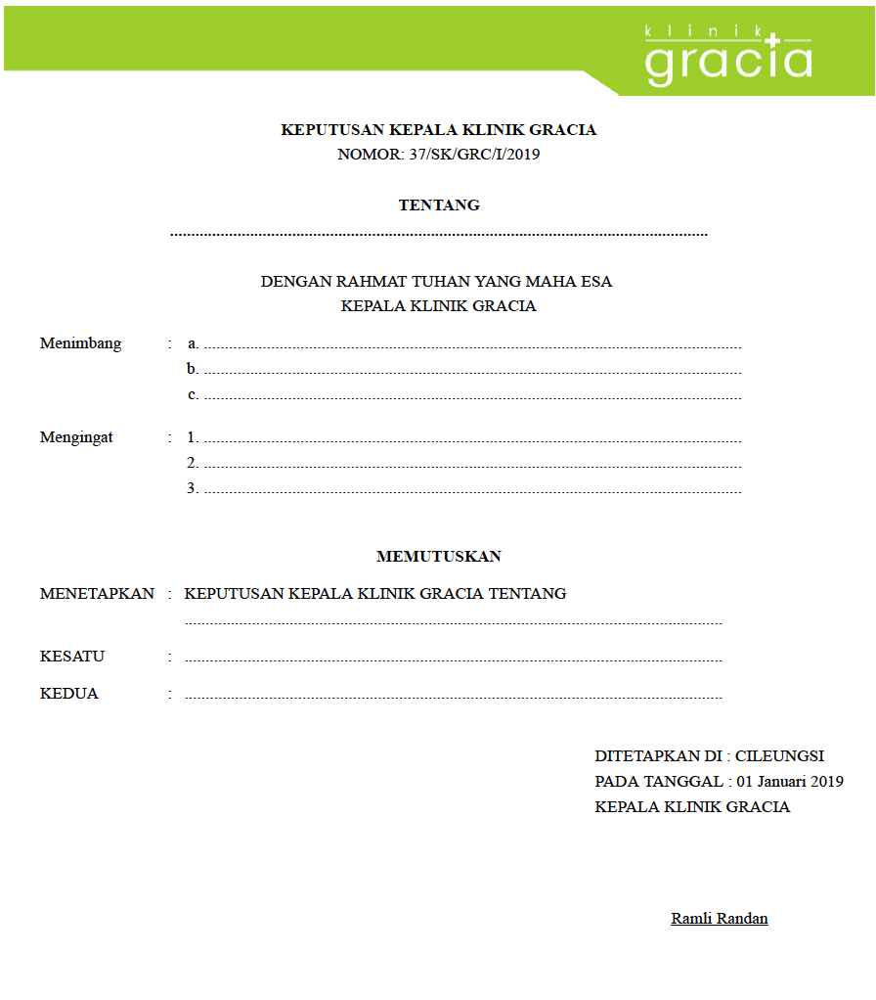 klinik
gracia
KEPUTUSAN KEPALA KLINIK GRACIA
NOMOR: 37/SK/GRC/I/2019
TENTANG
................................................................................................................................
DENGAN RAHMAT TUHAN YANG MAHA ESA
KEPALA KLINIK GRACIA
Menimbang : a. ................................................................................................................................
b. ................................................................................................................................
c. ................................................................................................................................
Mengingat : 1. ................................................................................................................................
2. ................................................................................................................................
3. ................................................................................................................................
MEMUTUSKAN
MENETAPKAN : KEPUTUSAN KEPALA KLINIK GRACIA TENTANG
................................................................................................................................
KESATU : ................................................................................................................................
KEDUA : ................................................................................................................................
DITETAPKAN DI : CILEUNGSI
PADA TANGGAL : 01 Januari 2019
KEPALA KLINIK GRACIA
Ramli Randan